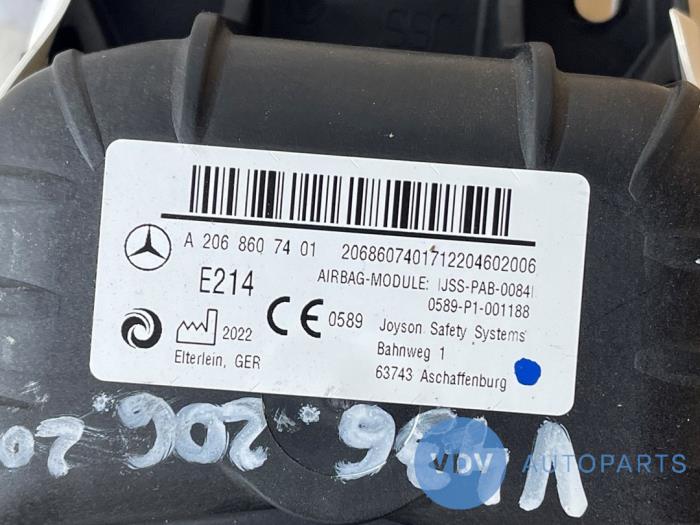 A 206 860 74 01 2068607401712204602006
E214 AIRBAG-MODULE: |JSS-PAB-0084|
0589-P1-001188
2022 CE 0589 Joyson Safety Systems
Elterlein, GER Bahnweg 1
63743 Aschaffenburg
VDV AUTOPARTS